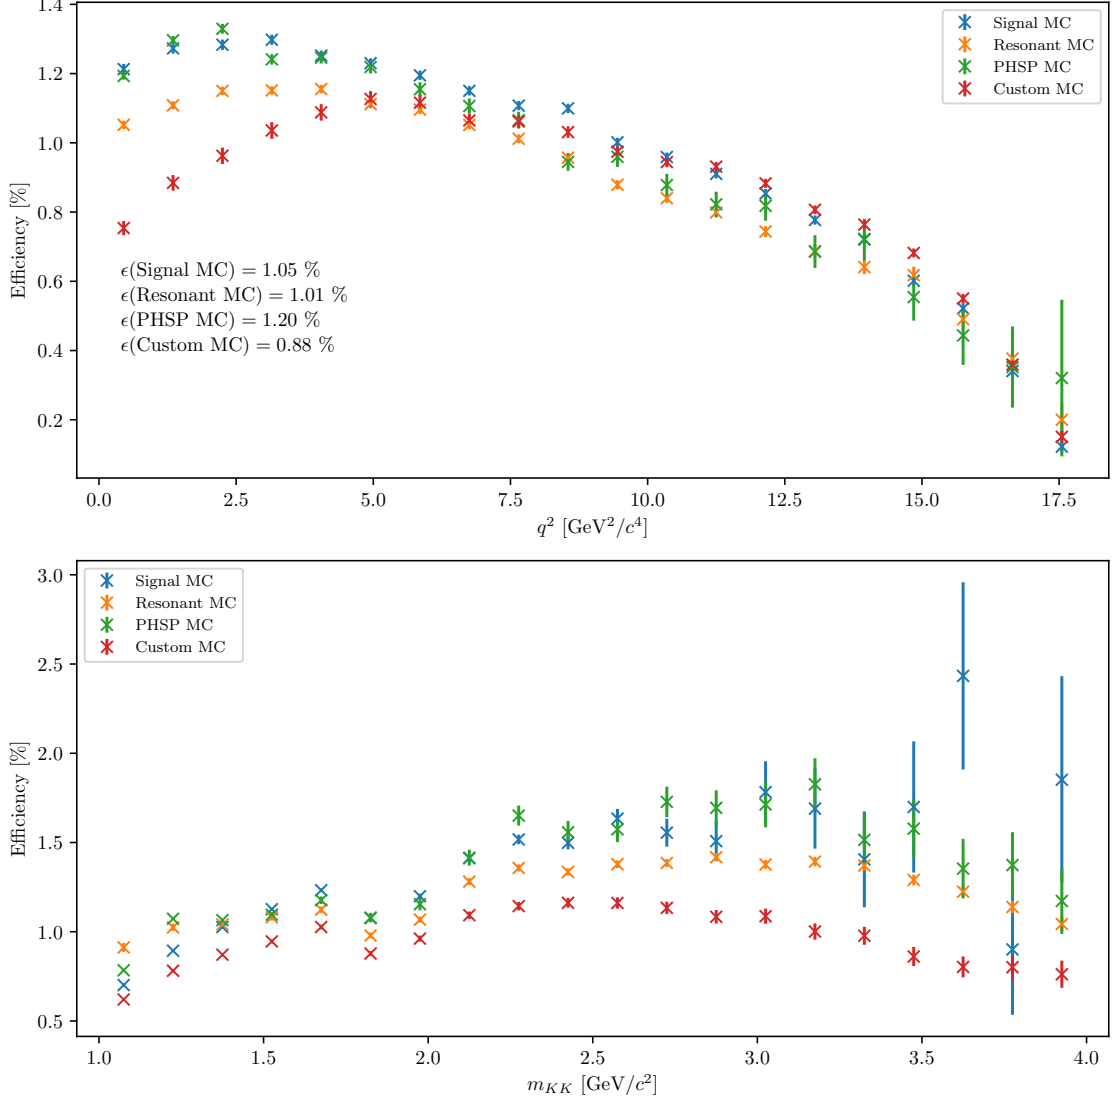 1.4
1.2
1.0
0.8
0.6
0.4
0.2
Efficiency [%]
Signal MC
Resonant MC
PHSP MC
Custom MC
ϵ(Signal MC) = 1.05 %
ϵ(Resonant MC) = 1.01 %
ϵ(PHSP MC) = 1.20 %
ϵ(Custom MC) = 0.88 %
0.0 2.5 5.0 7.5 10.0 12.5 15.0 17.5
q² [GeV²/c⁴]
3.0
2.5
2.0
1.5
1.0
0.5
Efficiency [%]
Signal MC
Resonant MC
PHSP MC
Custom MC
1.0 1.5 2.0 2.5 3.0 3.5 4.0
m_{KK} [GeV/c²]